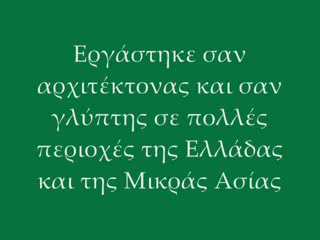 Εργάστηκε σαν
αρχιτέκτονας και σαν
γλύπτης σε πολλές
περιοχές της Ελλάδας
και της Μικράς Ασίας